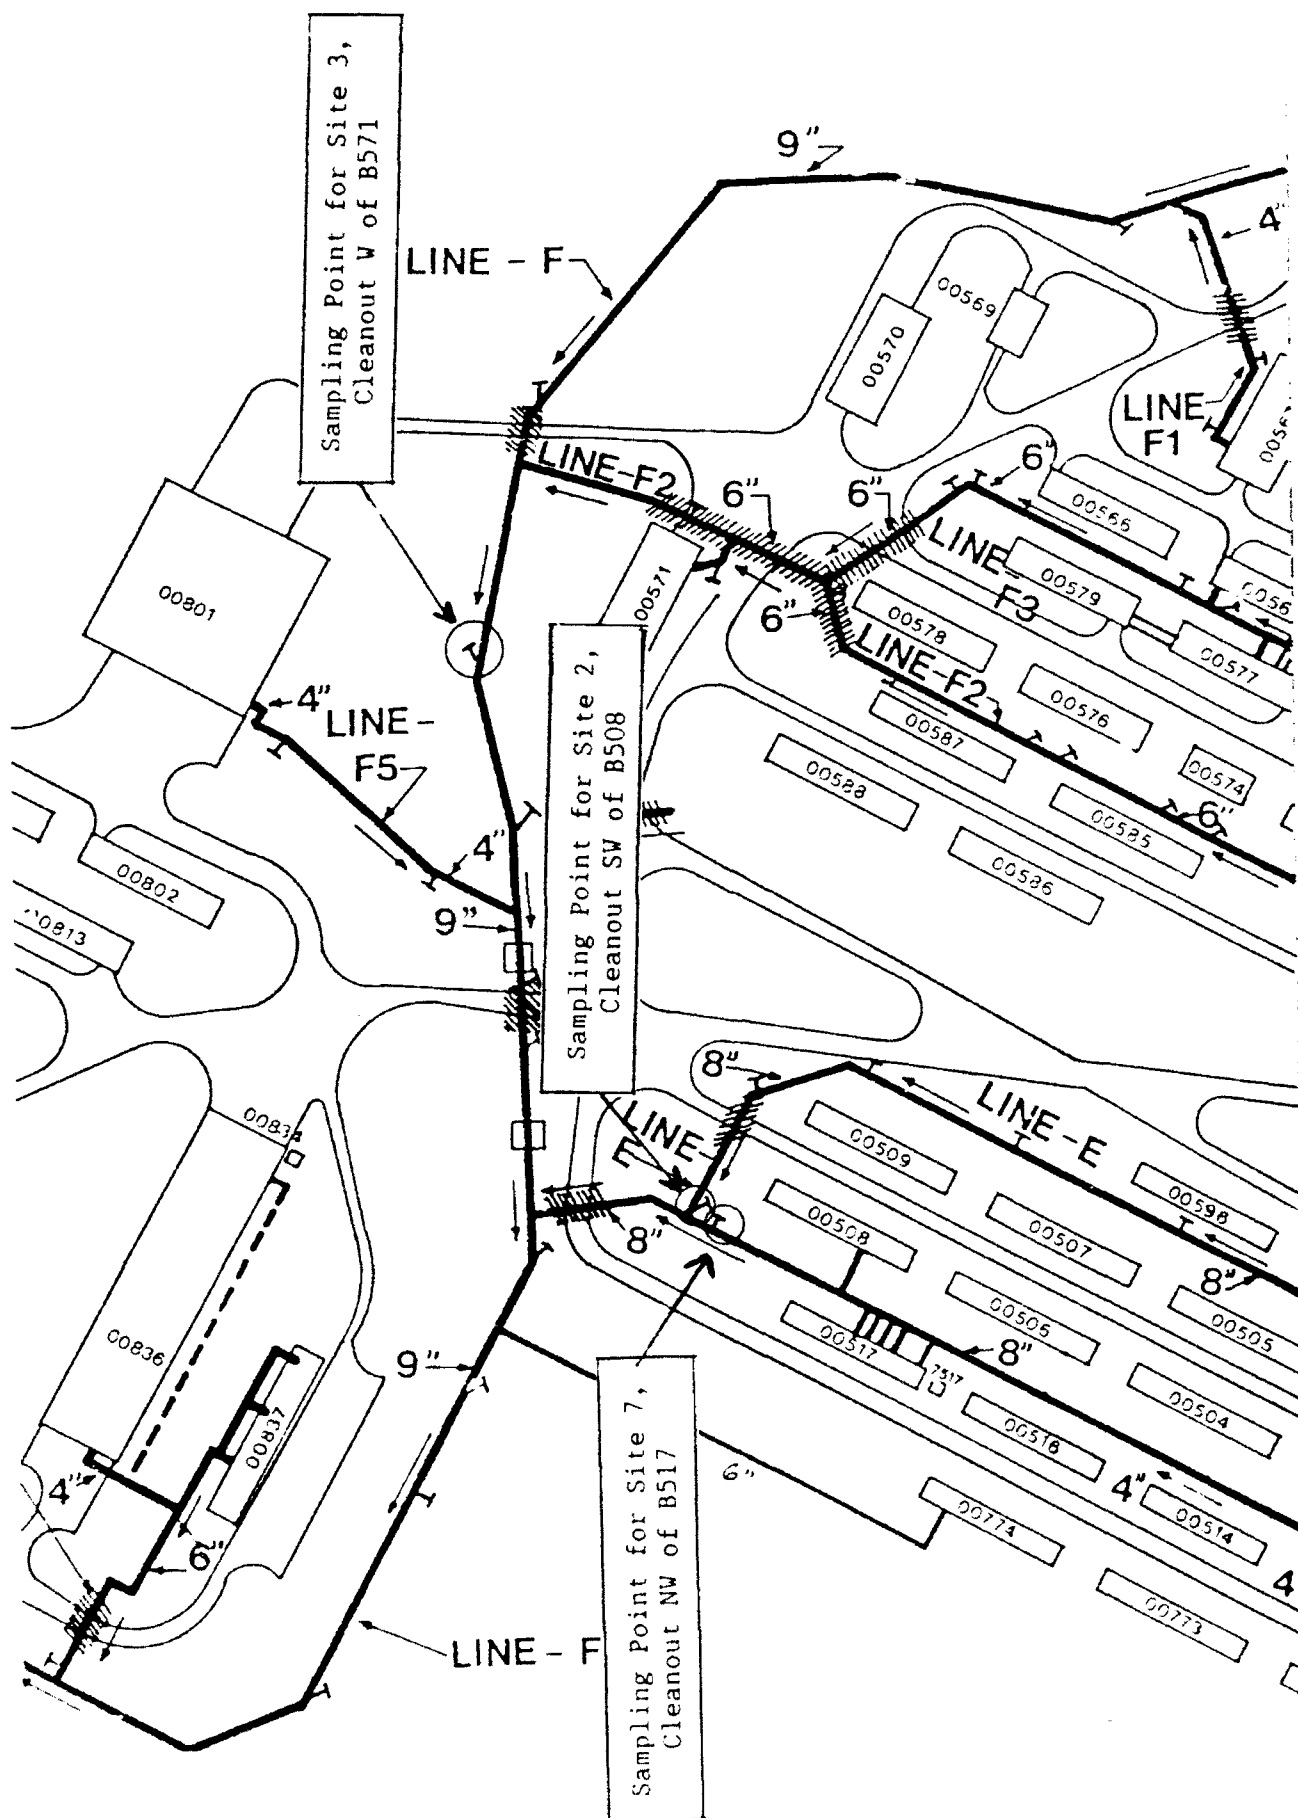 Sampling Point for Site 3,
Cleanout W of B571
9"
LINE - F
4"
00569
00570
LINE
F1
LINE-F2
6"
6"
6"
00566
00571
LINE-
F3
00579
00801
6"
00578
00577
LINE-F2
00576
4"
LINE-
F5
Sampling Point for Site 2,
Cleanout SW of B508
00587
00588
00574
6"
00585
4"
00586
00802
9"
00813
8"
LINE-E
LINE-
E
00509
00598
00508
00507
8"
8"
00505
00836
00517
8"
7517
00504
9"
Sampling Point for Site 7,
Cleanout NW of B517
00837
00518
4"
6"
4"
00514
00774
6"
4
00773
LINE - F